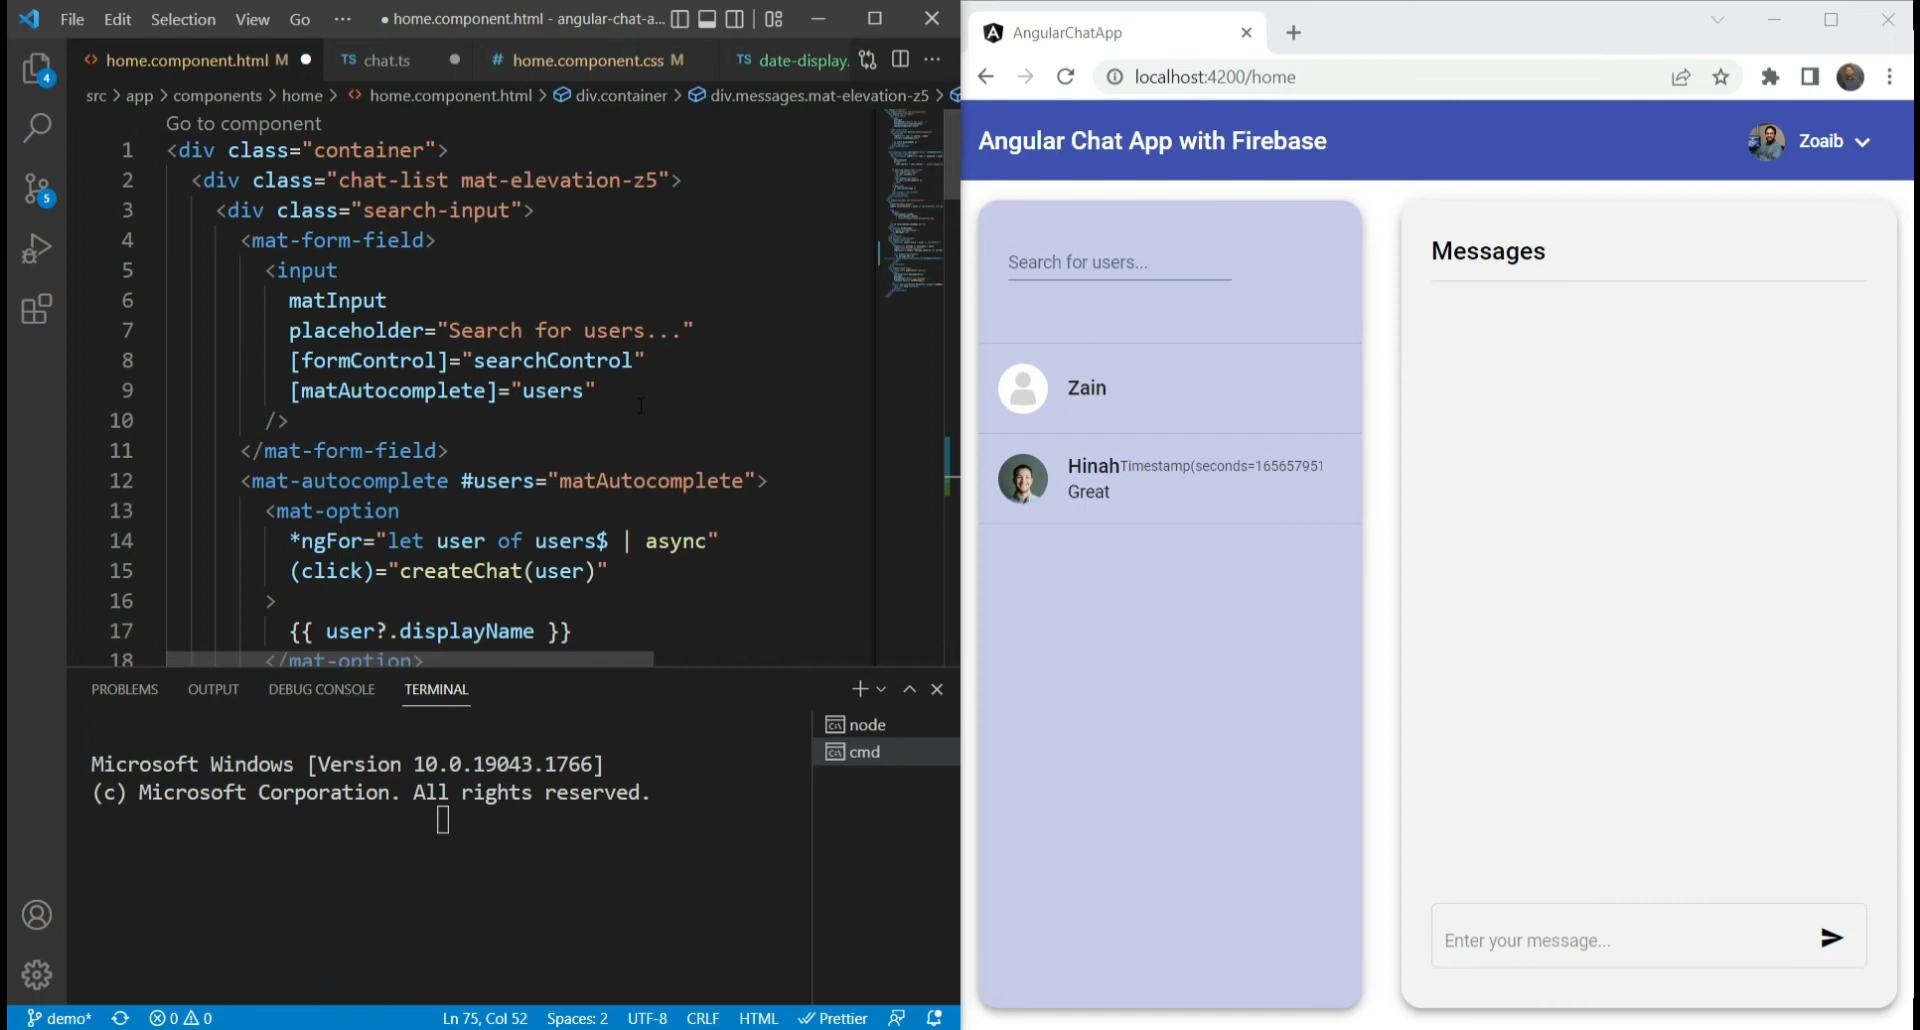 File Edit Selection View Go ··· ● home.component.html - angular-chat-a...
<> home.component.html M ● TS chat.ts ● # home.component.css M TS date-display.
src > app > components > home > <> home.component.html > div.container > div.messages.mat-elevation-z5 >
Go to component
1 <div class="container">
2 <div class="chat-list mat-elevation-z5">
3 <div class="search-input">
4 <mat-form-field>
5 <input
6 matInput
7 placeholder="Search for users..."
8 [formControl]="searchControl"
9 [matAutocomplete]="users"
10 />
11 </mat-form-field>
12 <mat-autocomplete #users="matAutocomplete">
13 <mat-option
14 *ngFor="let user of users$ | async"
15 (click)="createChat(user)"
16 >
17 {{ user?.displayName }}
18 </mat-option>
4
5
PROBLEMS OUTPUT DEBUG CONSOLE TERMINAL
node
cmd
Microsoft Windows [Version 10.0.19043.1766]
(c) Microsoft Corporation. All rights reserved.
demo* 0 0 Ln 75, Col 52 Spaces: 2 UTF-8 CRLF HTML Prettier
AngularChatApp
localhost:4200/home
Angular Chat App with Firebase
Zoaib
Search for users...
Zain
Hinah Timestamp(seconds=165657951
Great
Messages
Enter your message...